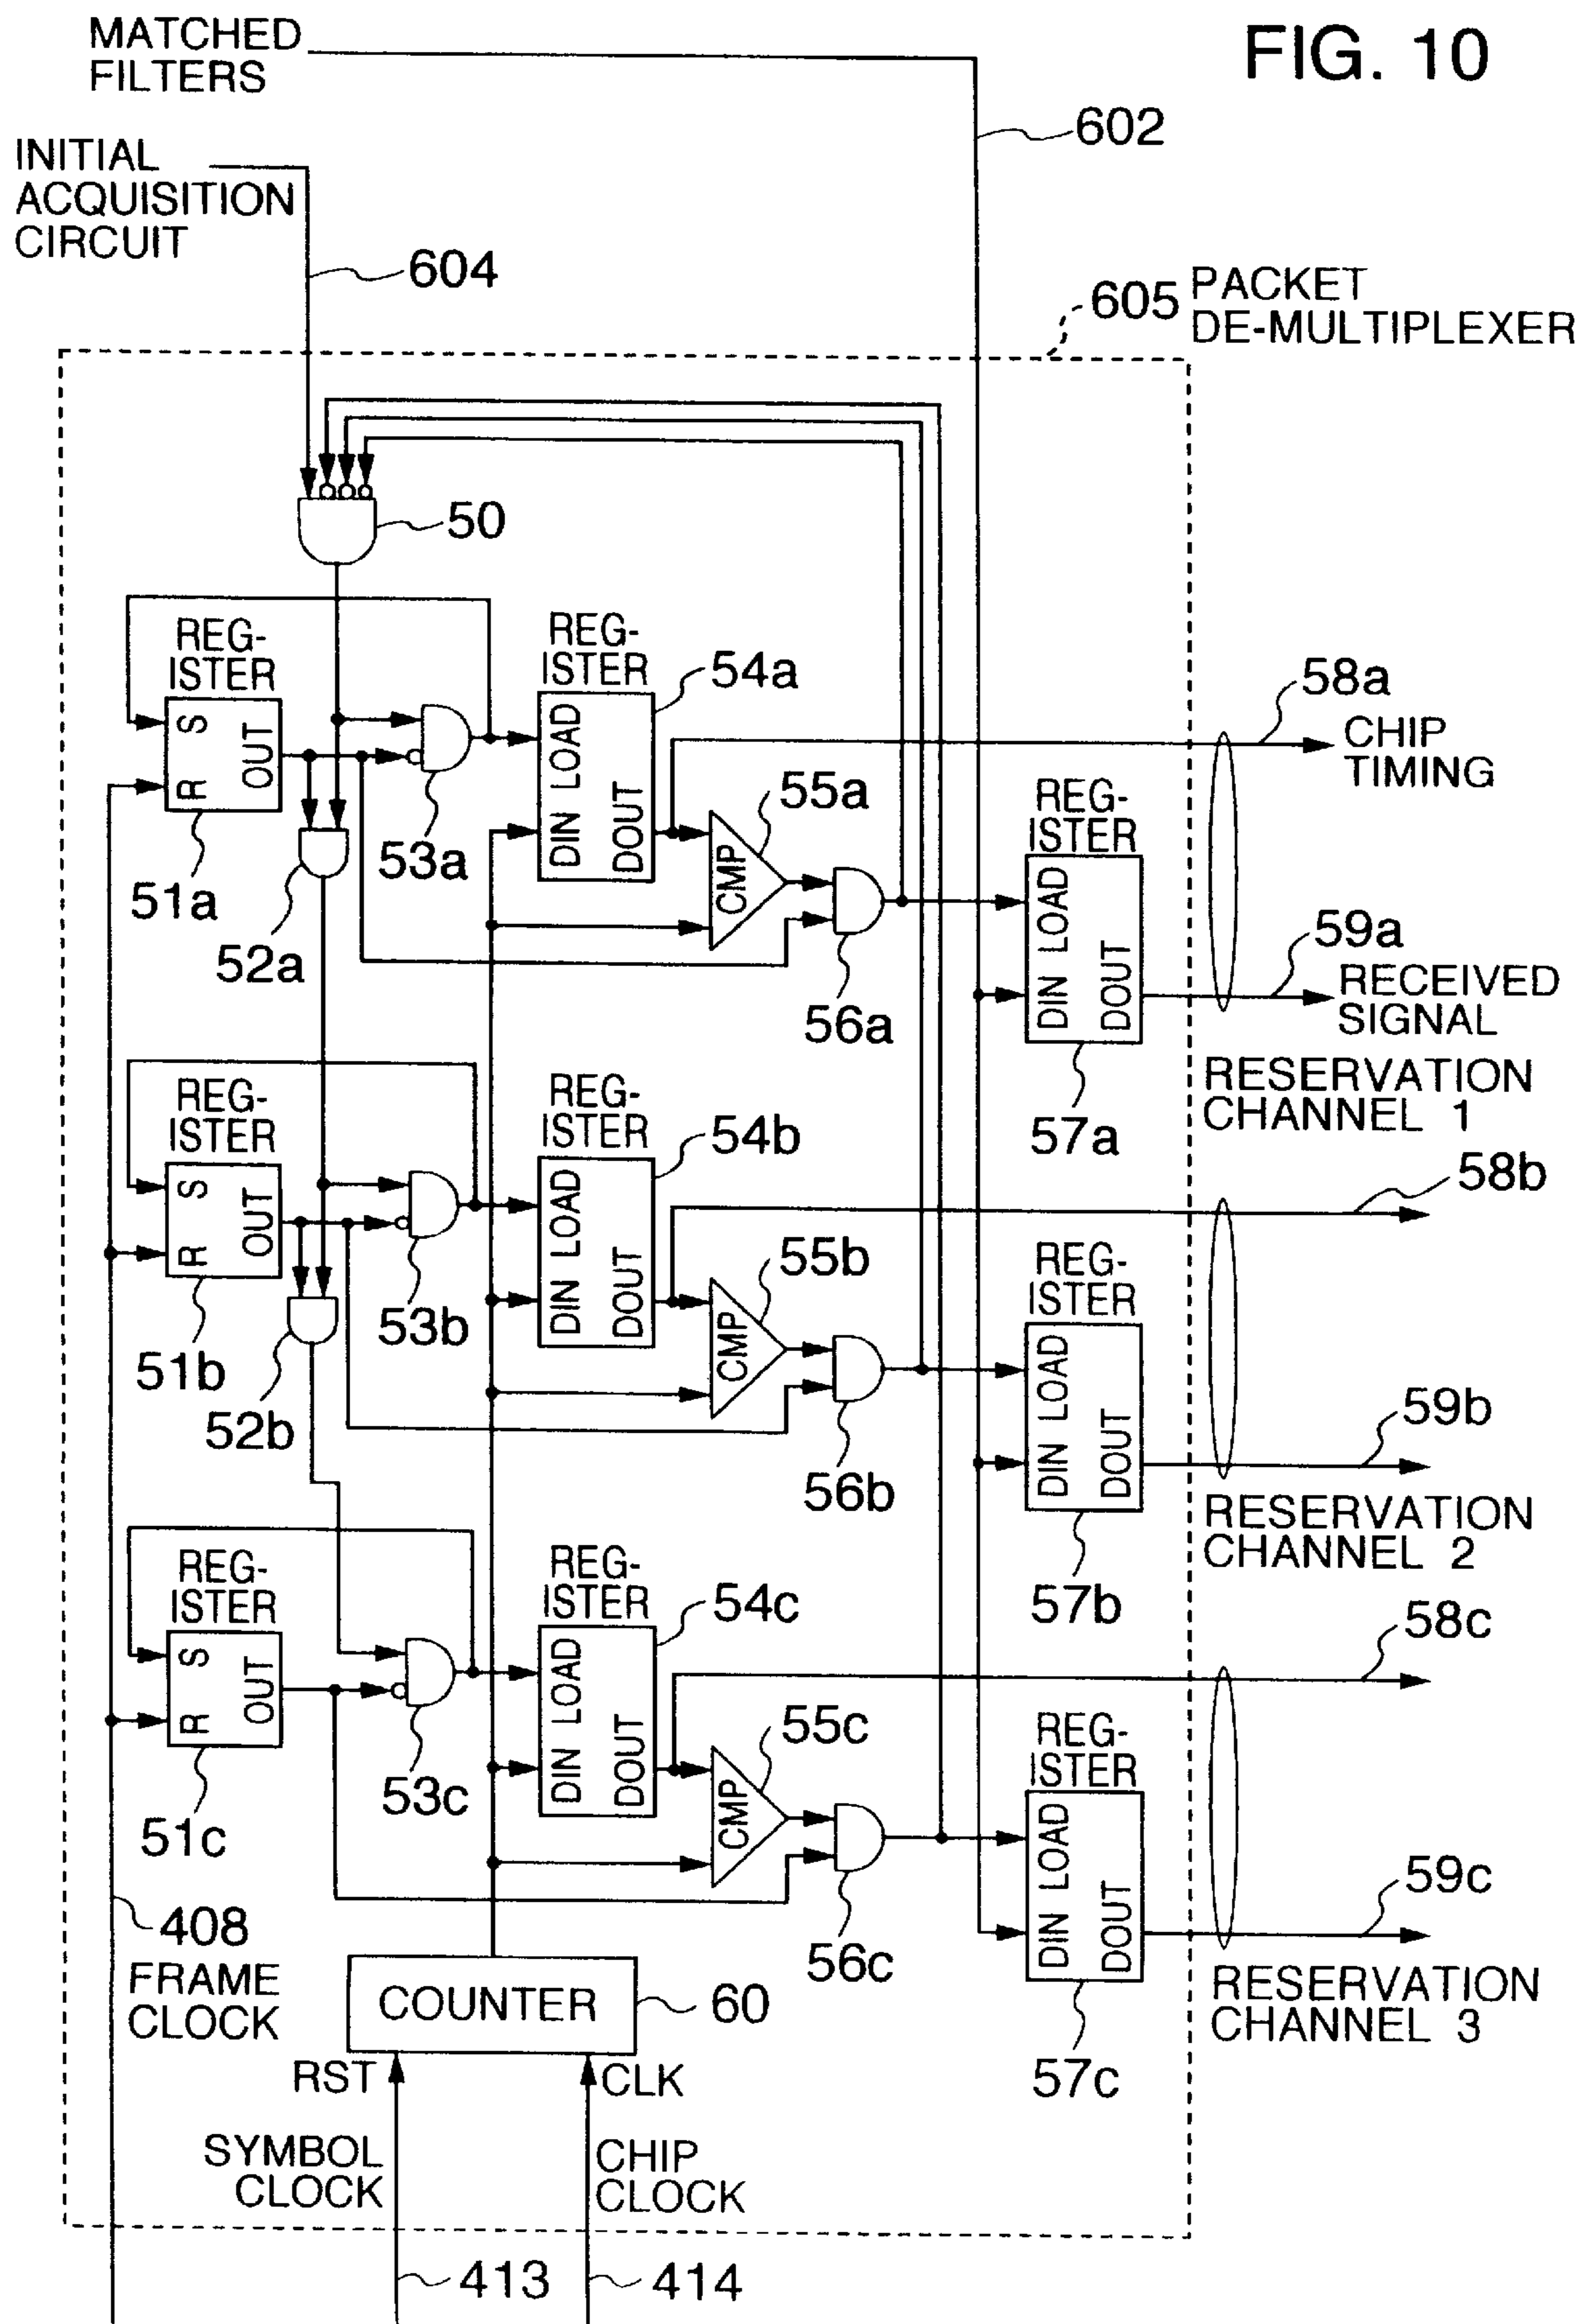 FIG. 10
MATCHED
FILTERS
602
INITIAL
ACQUISITION
CIRCUIT
604
605
PACKET
DE-MULTIPLEXER
50
REG-
ISTER
S
R
OUT
51a
52a
53a
REG-
ISTER
LOAD
DIN
DOUT
54a
CMP
55a
56a
REG-
ISTER
LOAD
DIN
DOUT
57a
58a
CHIP
TIMING
59a
RECEIVED
SIGNAL
RESERVATION
CHANNEL 1
REG-
ISTER
S
R
OUT
51b
52b
53b
REG-
ISTER
LOAD
DIN
DOUT
54b
CMP
55b
56b
REG-
ISTER
LOAD
DIN
DOUT
57b
58b
59b
RESERVATION
CHANNEL 2
REG-
ISTER
S
R
OUT
51c
53c
REG-
ISTER
LOAD
DIN
DOUT
54c
CMP
55c
56c
REG-
ISTER
LOAD
DIN
DOUT
57c
58c
59c
RESERVATION
CHANNEL 3
408
FRAME
CLOCK
COUNTER
60
RST
CLK
SYMBOL
CLOCK
CHIP
CLOCK
413
414